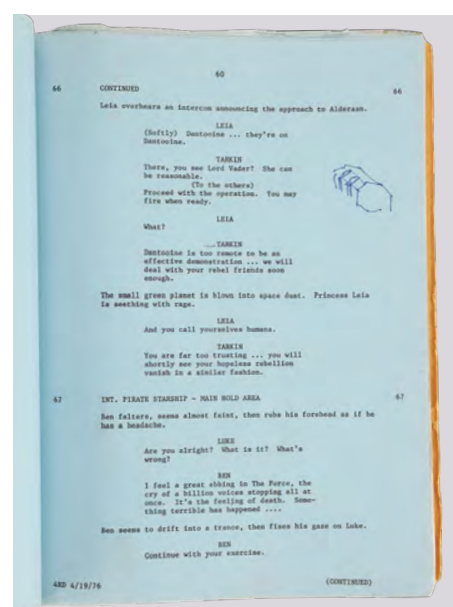 60
66 CONTINUED 66
Leia overhears an intercom announcing the approach to Alderaan.
LEIA
(Softly) Dantooine ... they're on
Dantooine.
TARKIN
There, you see Lord Vader? She can
be reasonable.
(To the others)
Proceed with the operation. You may
fire when ready.
LEIA
What?
TARKIN
Dantooine is too remote to be an
effective demonstration ... we will
deal with your rebel friends soon
enough.
The small green planet is blown into space dust. Princess Leia
is seething with rage.
LEIA
And you call yourselves humans.
TARKIN
You are far too trusting ... you will
shortly see your hopeless rebellion
vanish in a similar fashion.
67 INT. PIRATE STARSHIP - MAIN HOLD AREA 67
Ben falters, seems almost faint, then rubs his forehead as if he
has a headache.
LUKE
Are you alright? What is it? What's
wrong?
BEN
I feel a great ebbing in The Force, the
cry of a billion voices stopping all at
once. It's the feeling of death. Some-
thing terrible has happened ....
Ben seems to drift into a trance, then fixes his gaze on Luke.
BEN
Continue with your exercise.
ARD 4/19/76 (CONTINUED)